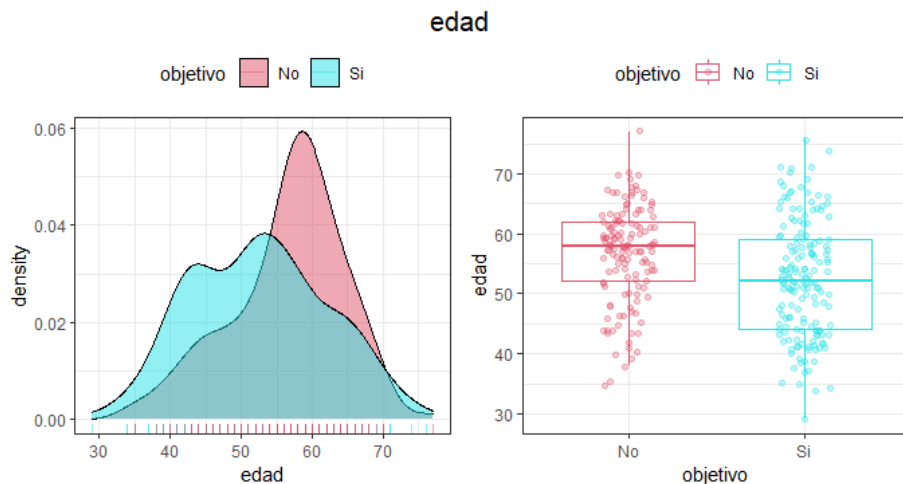 edad
objetivo No Si
0.06
0.04
0.02
0.00
density
30 40 50 60 70
edad
objetivo No Si
70
60
50
40
30
edad
No Si
objetivo